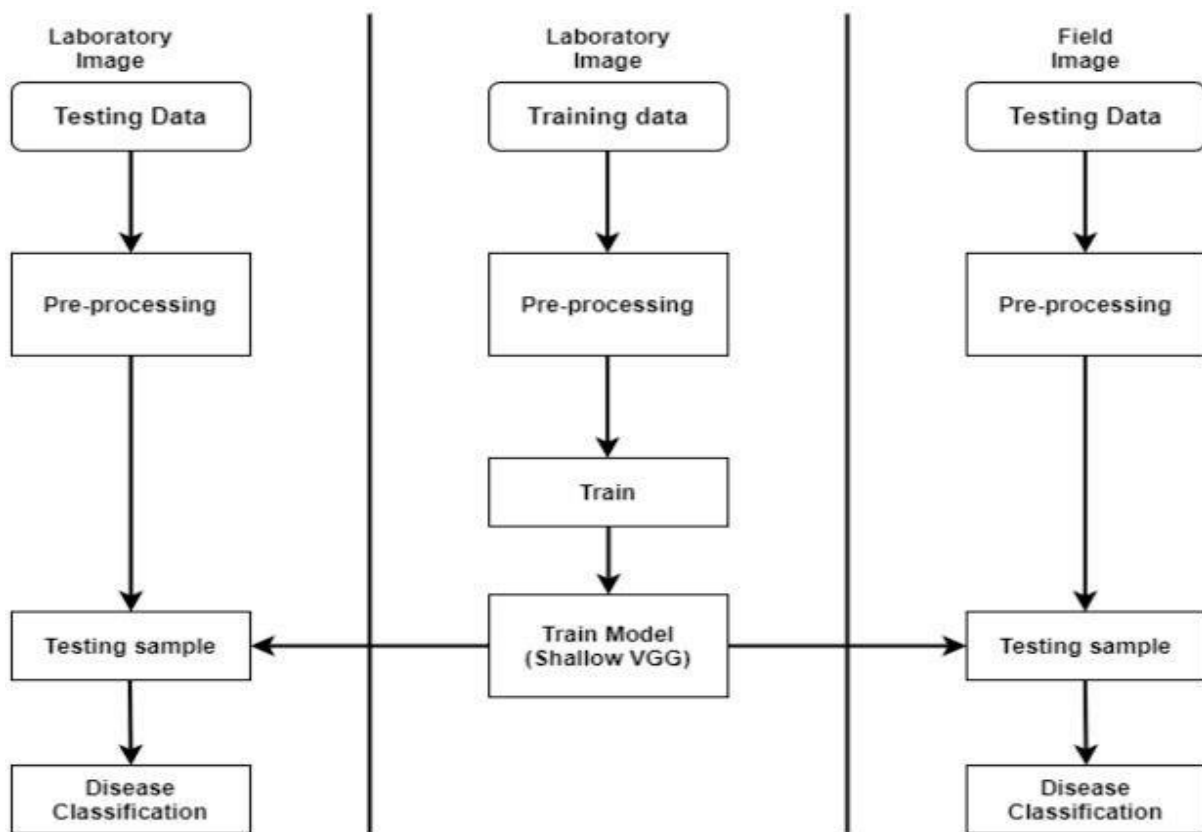 Laboratory
Image
Testing Data
Pre-processing
Testing sample
Disease
Classification
Laboratory
Image
Training data
Pre-processing
Train
Train Model
(Shallow VGG)
Field
Image
Testing Data
Pre-processing
Testing sample
Disease
Classification